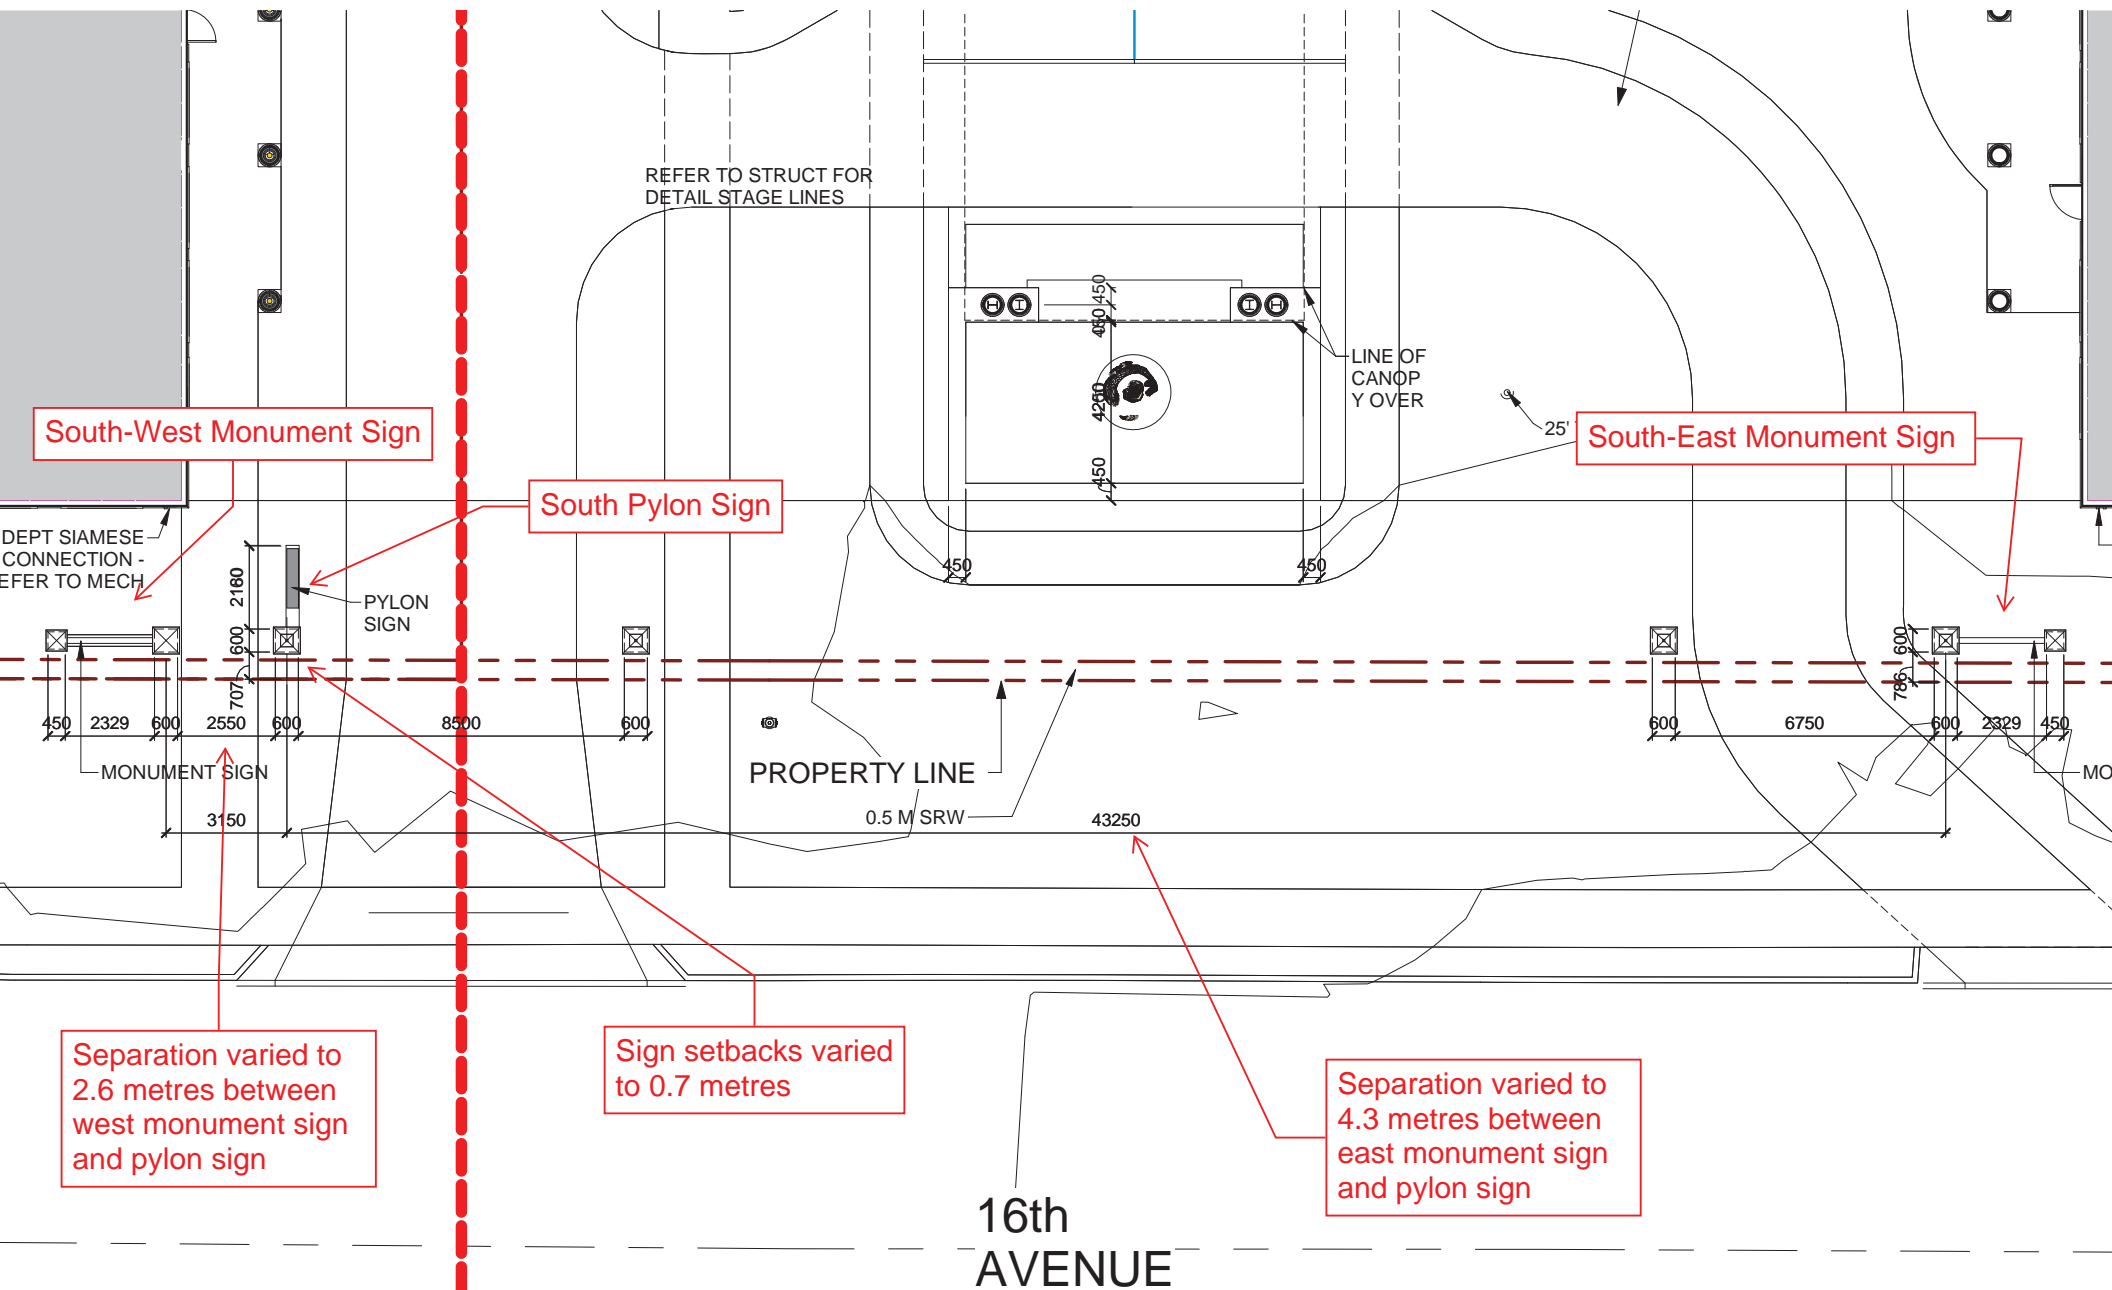 REFER TO STRUCT FOR
DETAIL STAGE LINES
450
450
4260
450
LINE OF
CANOP
Y OVER
25'
South-West Monument Sign
South-East Monument Sign
South Pylon Sign
DEPT SIAMESE
CONNECTION -
EFER TO MECH
2160
PYLON
SIGN
450
450
600
707
600
786
450
2329
600
2550
600
8500
600
600
6750
600
2329
450
MONUMENT SIGN
PROPERTY LINE
MO
0.5 M SRW
3150
43250
Separation varied to
2.6 metres between
west monument sign
and pylon sign
Sign setbacks varied
to 0.7 metres
Separation varied to
4.3 metres between
east monument sign
and pylon sign
16th
AVENUE